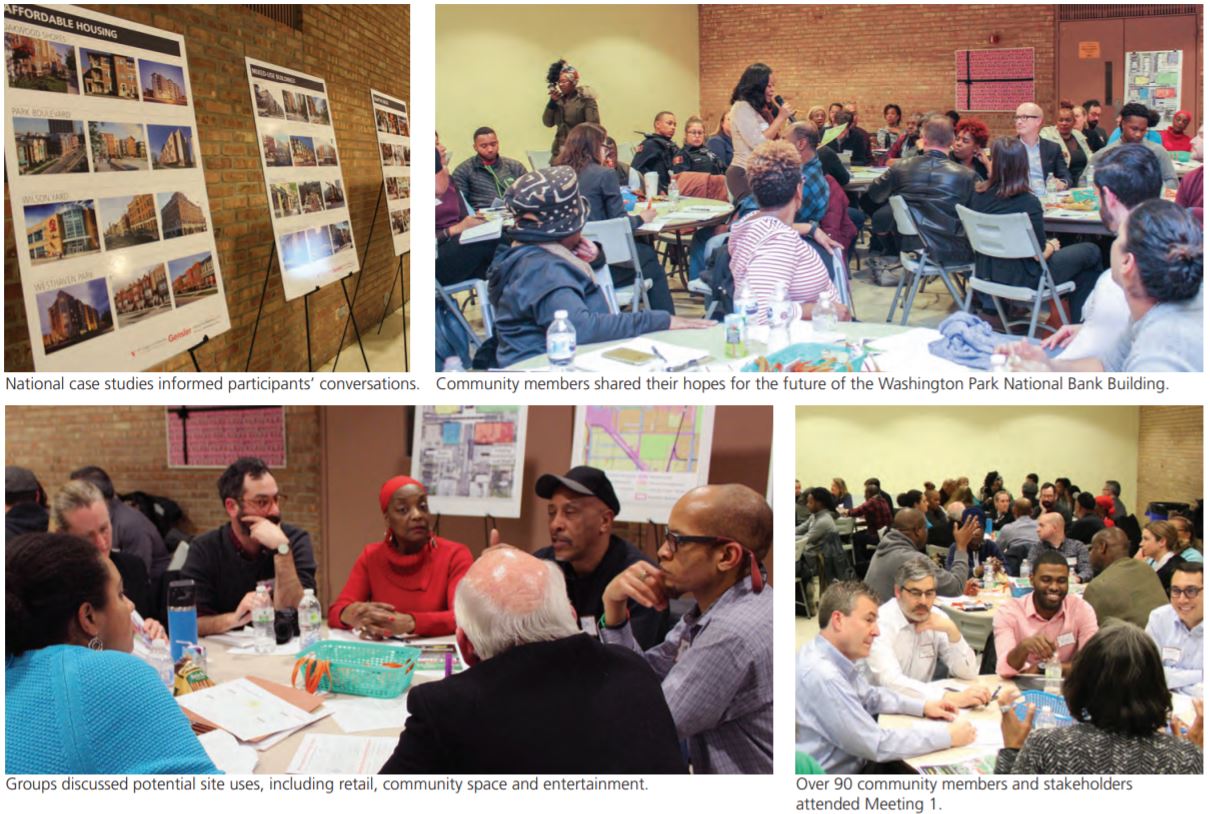 AFFORDABLE HOUSING
OAKWOOD SHORES
PARK BOULEVARD
WILSON YARD
WESTHAVEN PARK
Gensler
MIXED-USE BUILDINGS
National case studies informed participants’ conversations.
Community members shared their hopes for the future of the Washington Park National Bank Building.
Groups discussed potential site uses, including retail, community space and entertainment.
Over 90 community members and stakeholders
attended Meeting 1.